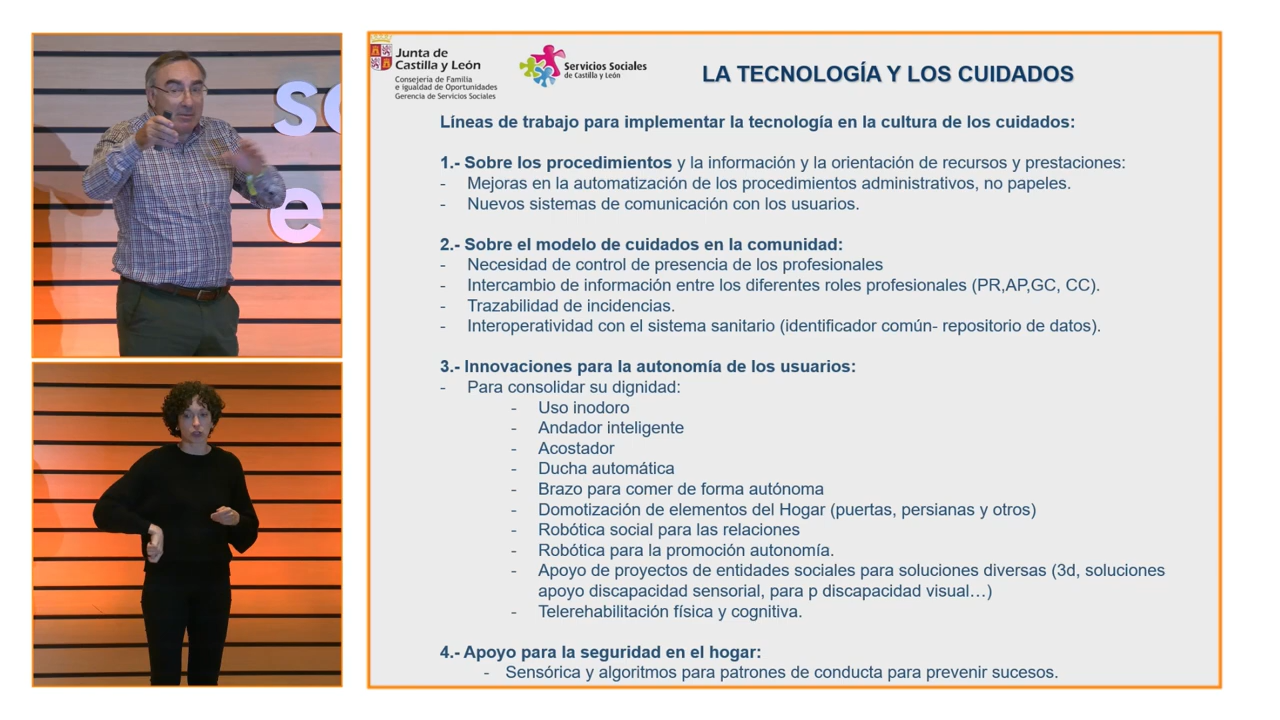 so
e
Junta de
Castilla y León
Consejería de Familia
e igualdad de Oportunidades
Gerencia de Servicios Sociales
Servicios Sociales
de Castilla y León
LA TECNOLOGÍA Y LOS CUIDADOS
Líneas de trabajo para implementar la tecnología en la cultura de los cuidados:
1.- Sobre los procedimientos y la información y la orientación de recursos y prestaciones:
- Mejoras en la automatización de los procedimientos administrativos, no papeles.
- Nuevos sistemas de comunicación con los usuarios.
2.- Sobre el modelo de cuidados en la comunidad:
- Necesidad de control de presencia de los profesionales
- Intercambio de información entre los diferentes roles profesionales (PR,AP,GC, CC).
- Trazabilidad de incidencias.
- Interoperatividad con el sistema sanitario (identificador común- repositorio de datos).
3.- Innovaciones para la autonomía de los usuarios:
- Para consolidar su dignidad:
- Uso inodoro
- Andador inteligente
- Acostador
- Ducha automática
- Brazo para comer de forma autónoma
- Domotización de elementos del Hogar (puertas, persianas y otros)
- Robótica social para las relaciones
- Robótica para la promoción autonomía.
- Apoyo de proyectos de entidades sociales para soluciones diversas (3d, soluciones
apoyo discapacidad sensorial, para p discapacidad visual…)
- Telerehabilitación física y cognitiva.
4.- Apoyo para la seguridad en el hogar:
- Sensórica y algoritmos para patrones de conducta para prevenir sucesos.